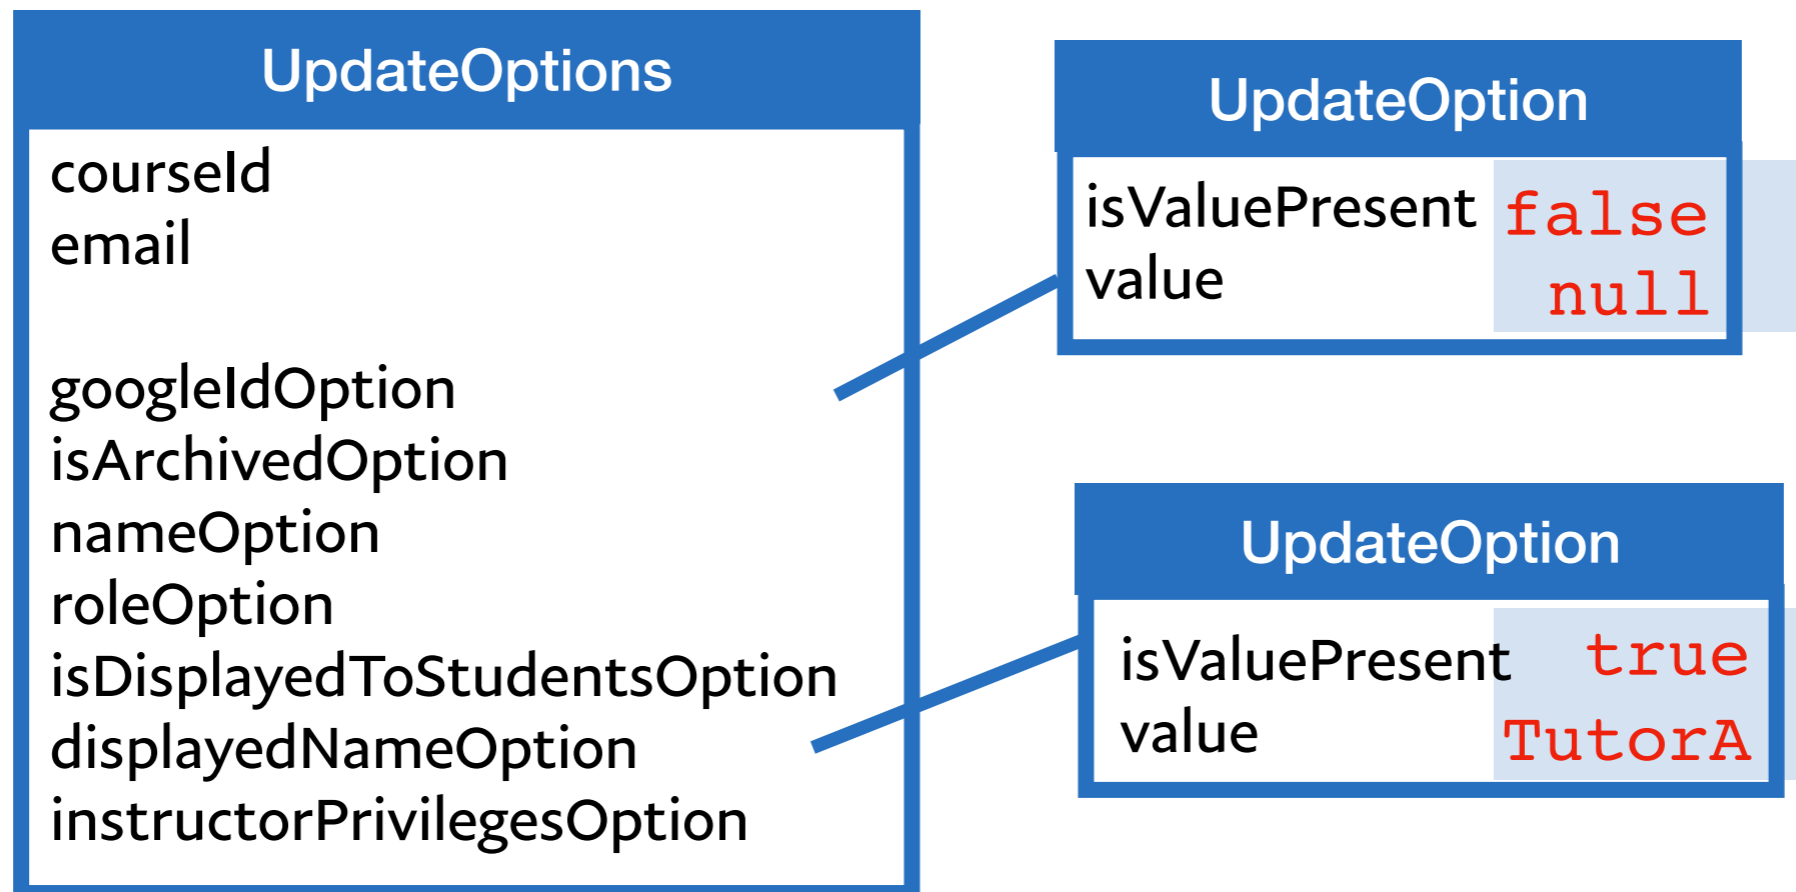 UpdateOptions
courseId
email
googleIdOption
isArchivedOption
nameOption
roleOption
isDisplayedToStudentsOption
displayedNameOption
instructorPrivilegesOption
UpdateOption
isValuePresent false
value null
UpdateOption
isValuePresent true
value TutorA